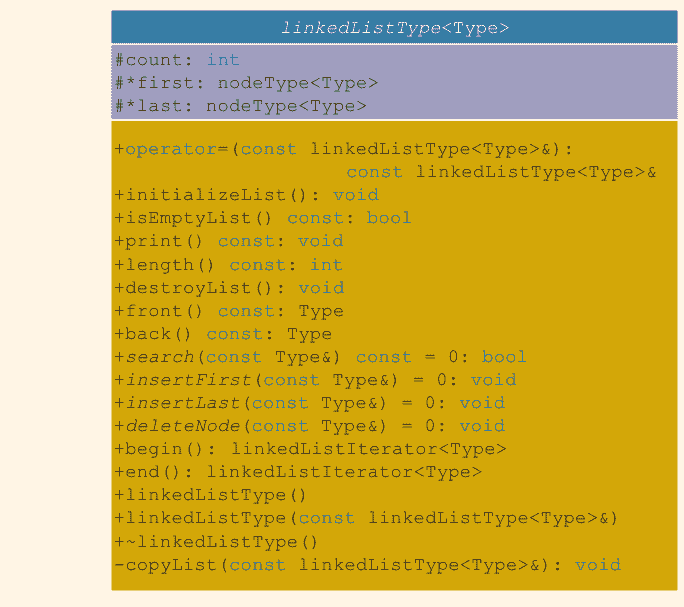 linkedListType<Type>
#count: int
#*first: nodeType<Type>
#*last: nodeType<Type>
+operator=(const linkedListType<Type>&):
const linkedListType<Type>&
+initializeList(): void
+isEmptyList() const: bool
+print() const: void
+length() const: int
+destroyList(): void
+front() const: Type
+back() const: Type
+search(const Type&) const = 0: bool
+insertFirst(const Type&) = 0: void
+insertLast(const Type&) = 0: void
+deleteNode(const Type&) = 0: void
+begin(): linkedListIterator<Type>
+end(): linkedListIterator<Type>
+linkedListType()
+linkedListType(const linkedListType<Type>&)
+~linkedListType()
-copyList(const linkedListType<Type>&): void